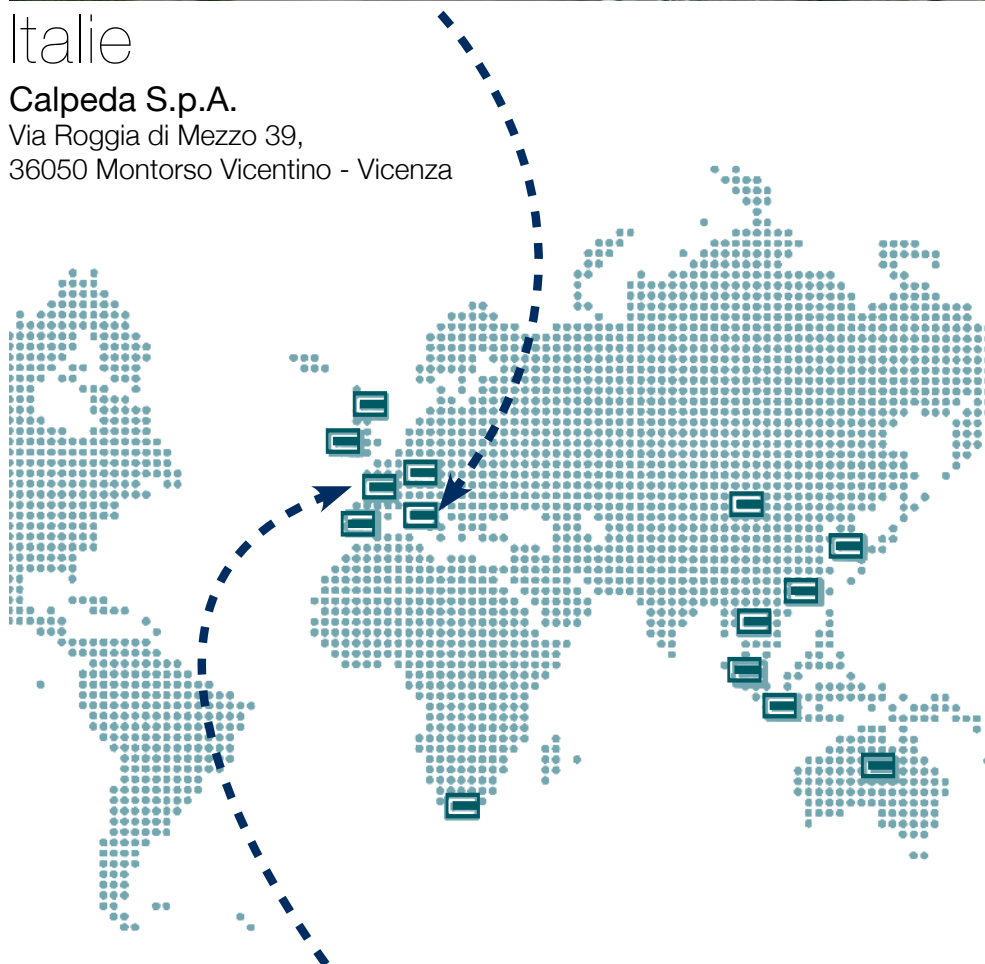 Italie
Calpeda S.p.A.
Via Roggia di Mezzo 39,
36050 Montorso Vicentino - Vicenza